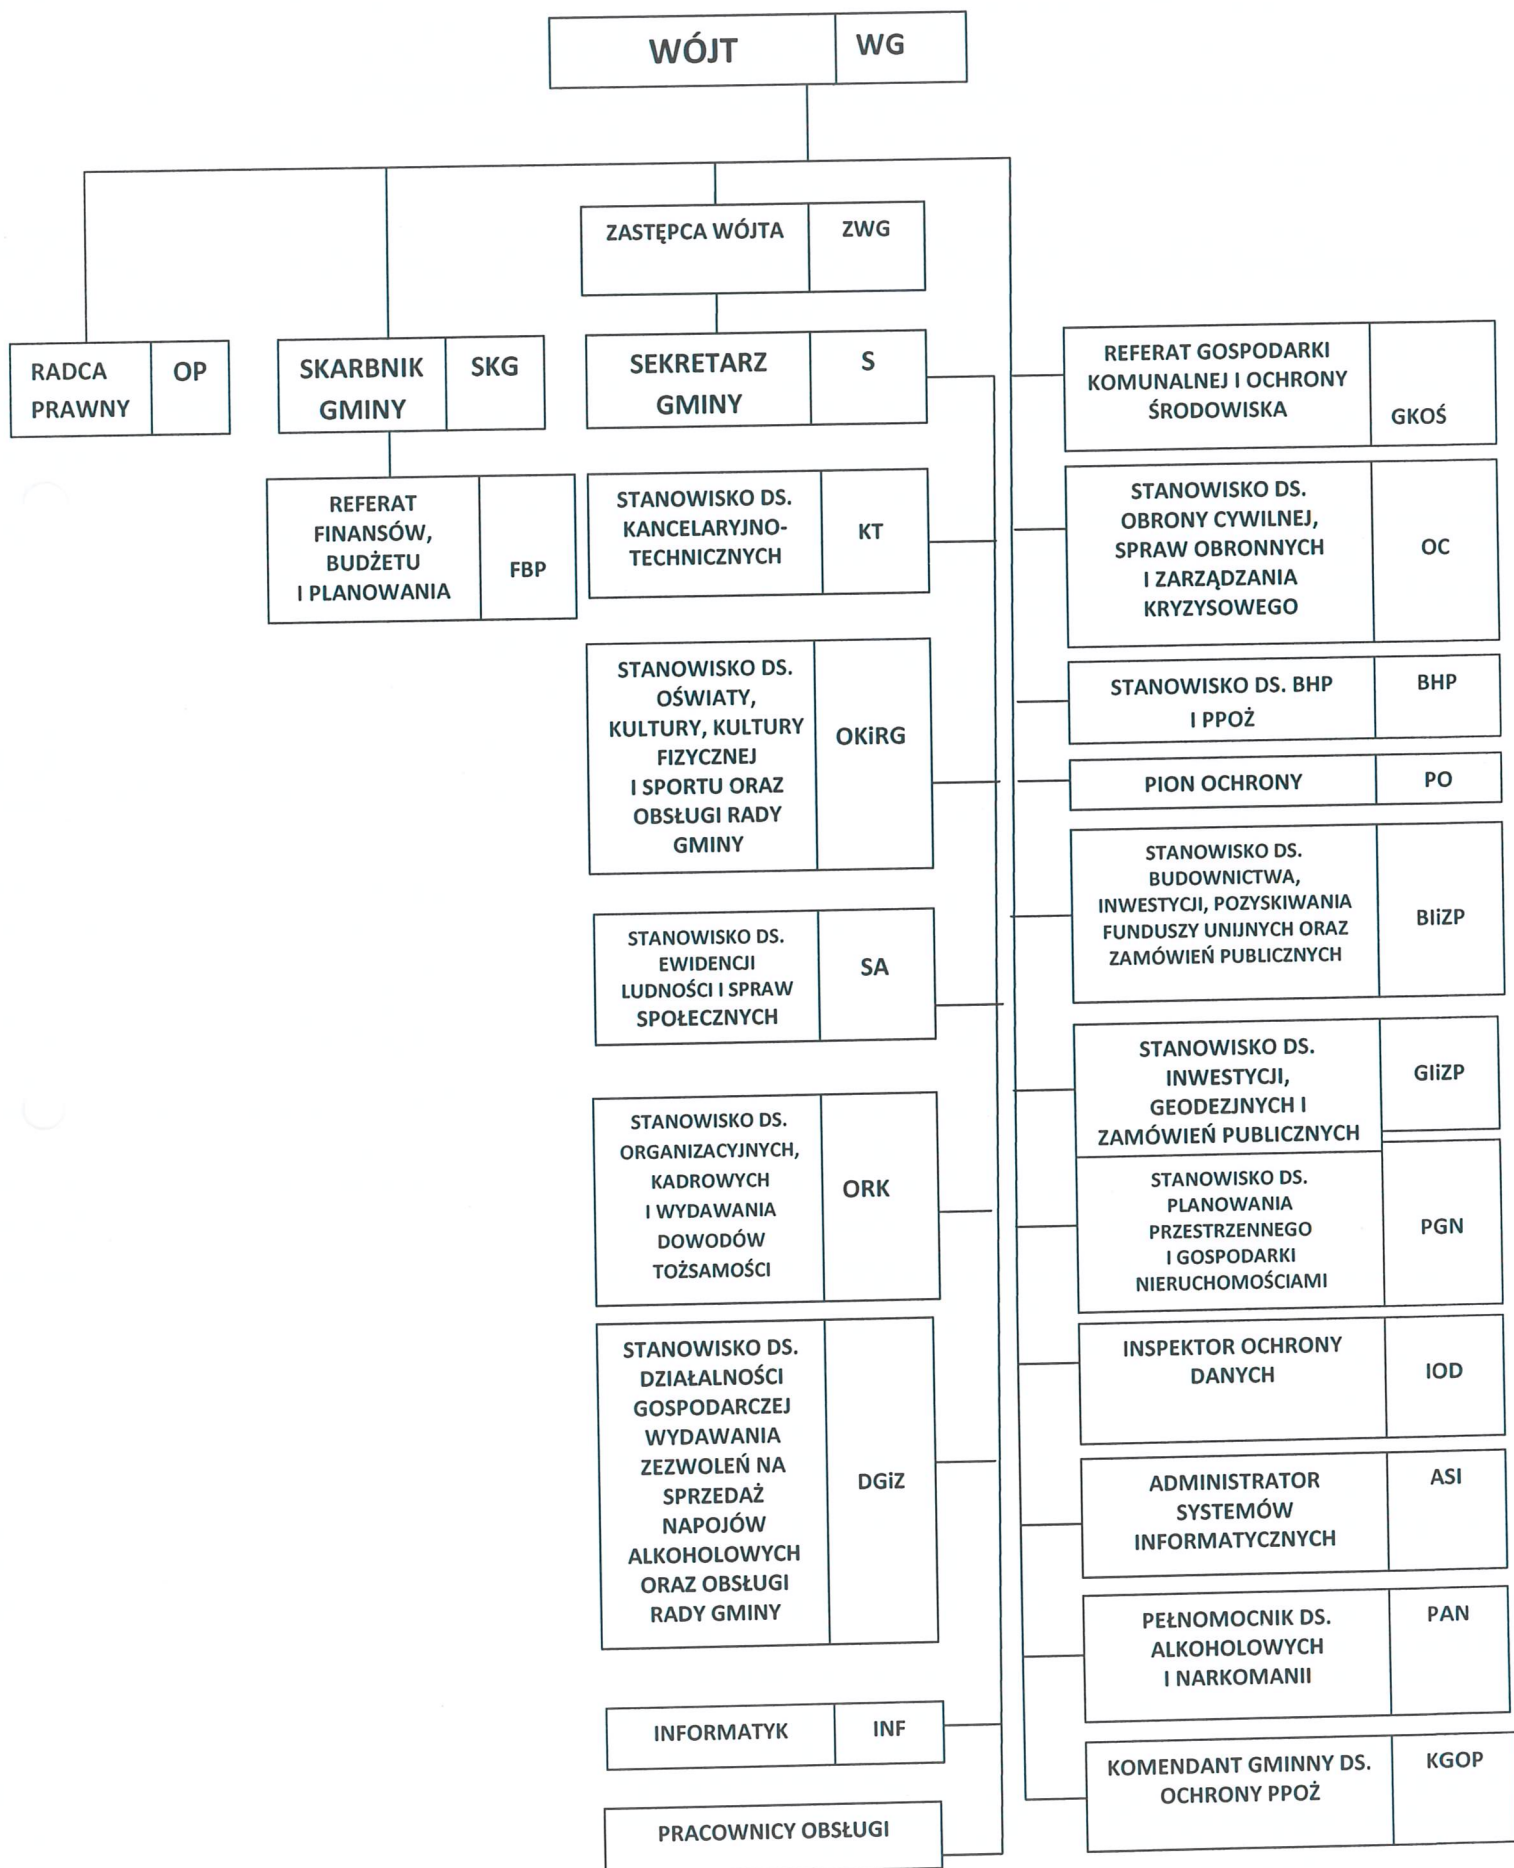 WÓJT
WG
ZASTĘPCA WÓJTA
ZWG
RADCA
PRAWNY
OP
SKARBNIK
GMINY
SKG
SEKRETARZ
GMINY
S
REFERAT
FINANSÓW,
BUDŻETU
I PLANOWANIA
FBP
STANOWISKO DS.
KANCELARYJNO-
TECHNICZNYCH
KT
STANOWISKO DS.
OŚWIATY,
KULTURY, KULTURY
FIZYCZNEJ
I SPORTU ORAZ
OBSŁUGI RADY
GMINY
OKiRG
STANOWISKO DS.
EWIDENCJI
LUDNOŚCI I SPRAW
SPOŁECZNYCH
SA
STANOWISKO DS.
ORGANIZACYJNYCH,
KADROWYCH
I WYDAWANIA
DOWODÓW
TOŻSAMOŚCI
ORK
STANOWISKO DS.
DZIAŁALNOŚCI
GOSPODARCZEJ
WYDAWANIA
ZEZWOLEŃ NA
SPRZEDAŻ
NAPOJÓW
ALKOHOLOWYCH
ORAZ OBSŁUGI
RADY GMINY
DGiZ
INFORMATYK
INF
PRACOWNICY OBSŁUGI
REFERAT GOSPODARKI
KOMUNALNEJ I OCHRONY
ŚRODOWISKA
GKOŚ
STANOWISKO DS.
OBRONY CYWILNEJ,
SPRAW OBRONNYCH
I ZARZĄDZANIA
KRYZYSOWEGO
OC
STANOWISKO DS. BHP
I PPOŻ
BHP
PION OCHRONY
PO
STANOWISKO DS.
BUDOWNICTWA,
INWESTYCJI, POZYSKIWANIA
FUNDUSZY UNIJNYCH ORAZ
ZAMÓWIEŃ PUBLICZNYCH
BIiZP
STANOWISKO DS.
INWESTYCJI,
GEODEZJNYCH I
ZAMÓWIEŃ PUBLICZNYCH
GIiZP
STANOWISKO DS.
PLANOWANIA
PRZESTRZENNEGO
I GOSPODARKI
NIERUCHOMOŚCIAMI
PGN
INSPEKTOR OCHRONY
DANYCH
IOD
ADMINISTRATOR
SYSTEMÓW
INFORMATYCZNYCH
ASI
PEŁNOMOCNIK DS.
ALKOHOLOWYCH
I NARKOMANII
PAN
KOMENDANT GMINNY DS.
OCHRONY PPOŻ
KGOP